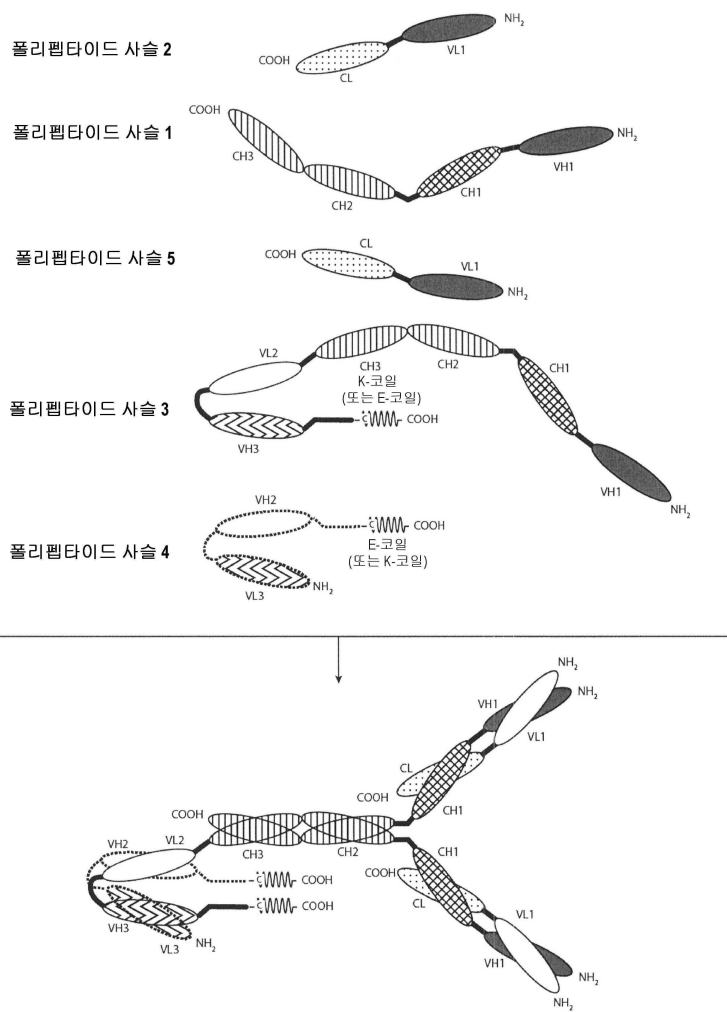 폴리펩타이드 사슬 2
NH2
VL1
COOH
CL
폴리펩타이드 사슬 1
COOH
NH2
CH3
CH1
VH1
CH2
폴리펩타이드 사슬 5
COOH
CL
VL1
NH2
폴리펩타이드 사슬 3
VL2
CH3
CH2
CH1
K-코일
(또는 E-코일)
C
COOH
VH3
VH1
NH2
폴리펩타이드 사슬 4
VH2
C
COOH
E-코일
(또는 K-코일)
VL3
NH2
NH2
VH1
NH2
VL1
CL
COOH
CH1
COOH
VH2
VL2
CH3
CH2
CH1
COOH
C
COOH
CL
C
COOH
VL1
VH3
VL3
NH2
VH1
NH2
NH2